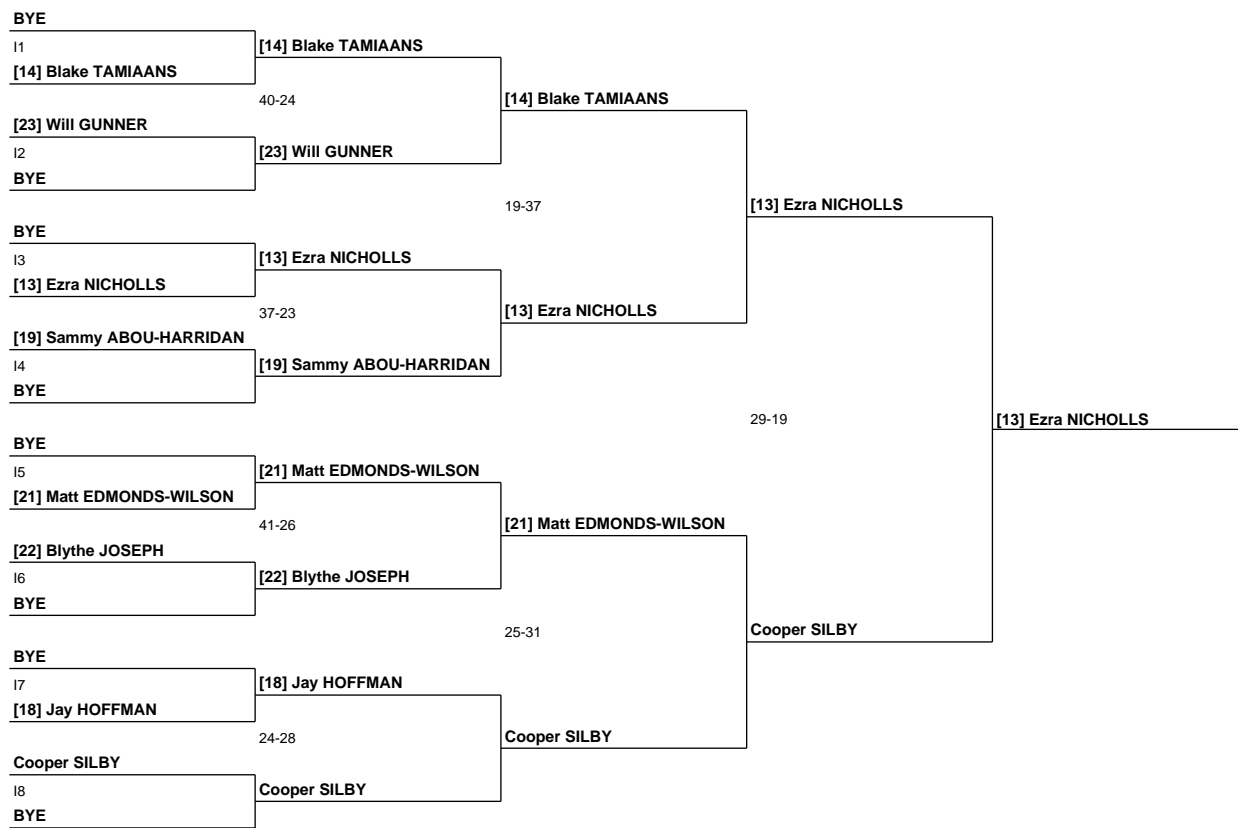 BYE
I1
[14] Blake TAMIAANS
[23] Will GUNNER
I2
BYE
BYE
I3
[13] Ezra NICHOLLS
[19] Sammy ABOU-HARRIDAN
I4
BYE
BYE
I5
[21] Matt EDMONDS-WILSON
[22] Blythe JOSEPH
I6
BYE
BYE
I7
[18] Jay HOFFMAN
Cooper SILBY
I8
BYE
[14] Blake TAMIAANS
40-24
[23] Will GUNNER
[13] Ezra NICHOLLS
37-23
[19] Sammy ABOU-HARRIDAN
[21] Matt EDMONDS-WILSON
41-26
[22] Blythe JOSEPH
[18] Jay HOFFMAN
24-28
Cooper SILBY
[14] Blake TAMIAANS
19-37
[13] Ezra NICHOLLS
[21] Matt EDMONDS-WILSON
25-31
Cooper SILBY
[13] Ezra NICHOLLS
29-19
Cooper SILBY
[13] Ezra NICHOLLS